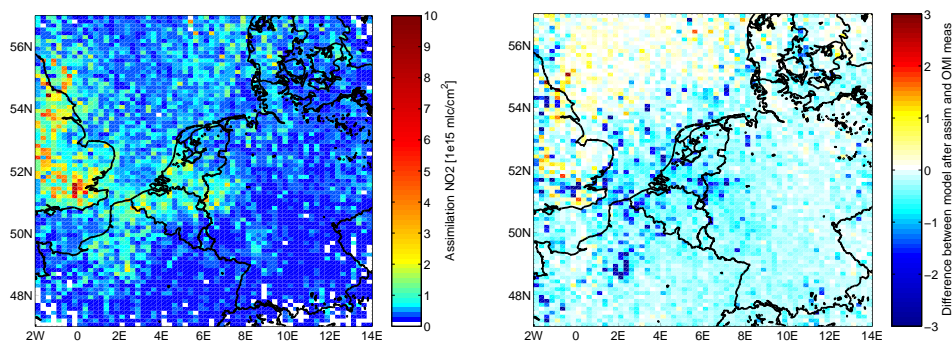 56N
54N
52N
50N
48N
2W 0 2E 4E 6E 8E 10E 12E 14E
10
9
8
7
6
5
4
3
2
1
0
Assimilation NO2 [1e15 mlc/cm²]
56W
54N
52N
50N
48N
2W 0 2E 4E 6E 8E 10E 12E 14E
3
2
1
0
−1
−2
−3
Difference between model after assim and OMI meas